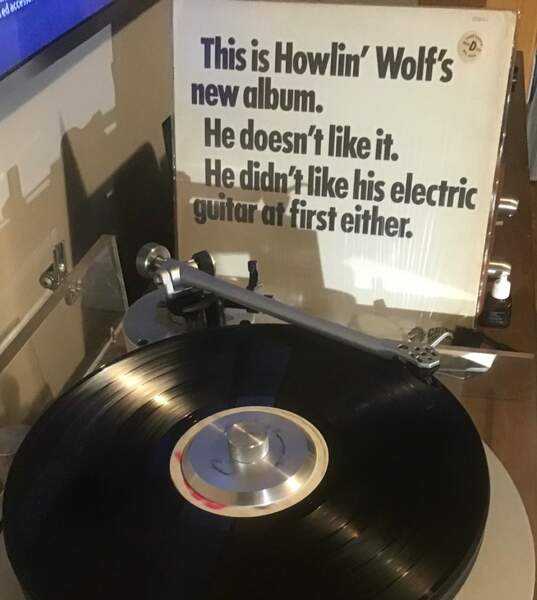 This is Howlin' Wolf's
new album.
He doesn't like it.
He didn't like his electric
guitar at first either.
D